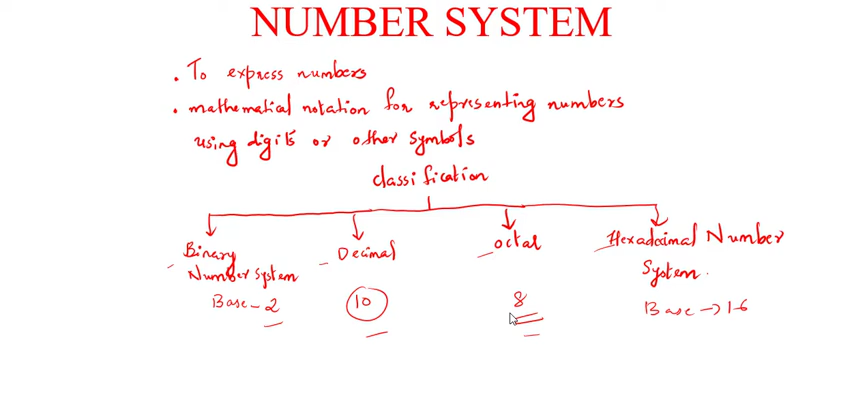 NUMBER SYSTEM
• To express numbers
• mathematical notation for representing numbers
using digits or other symbols
classification
Binary Number System
Decimal
octal
Hexadecimal Number System.
Base - 2
10
8
Base → 16